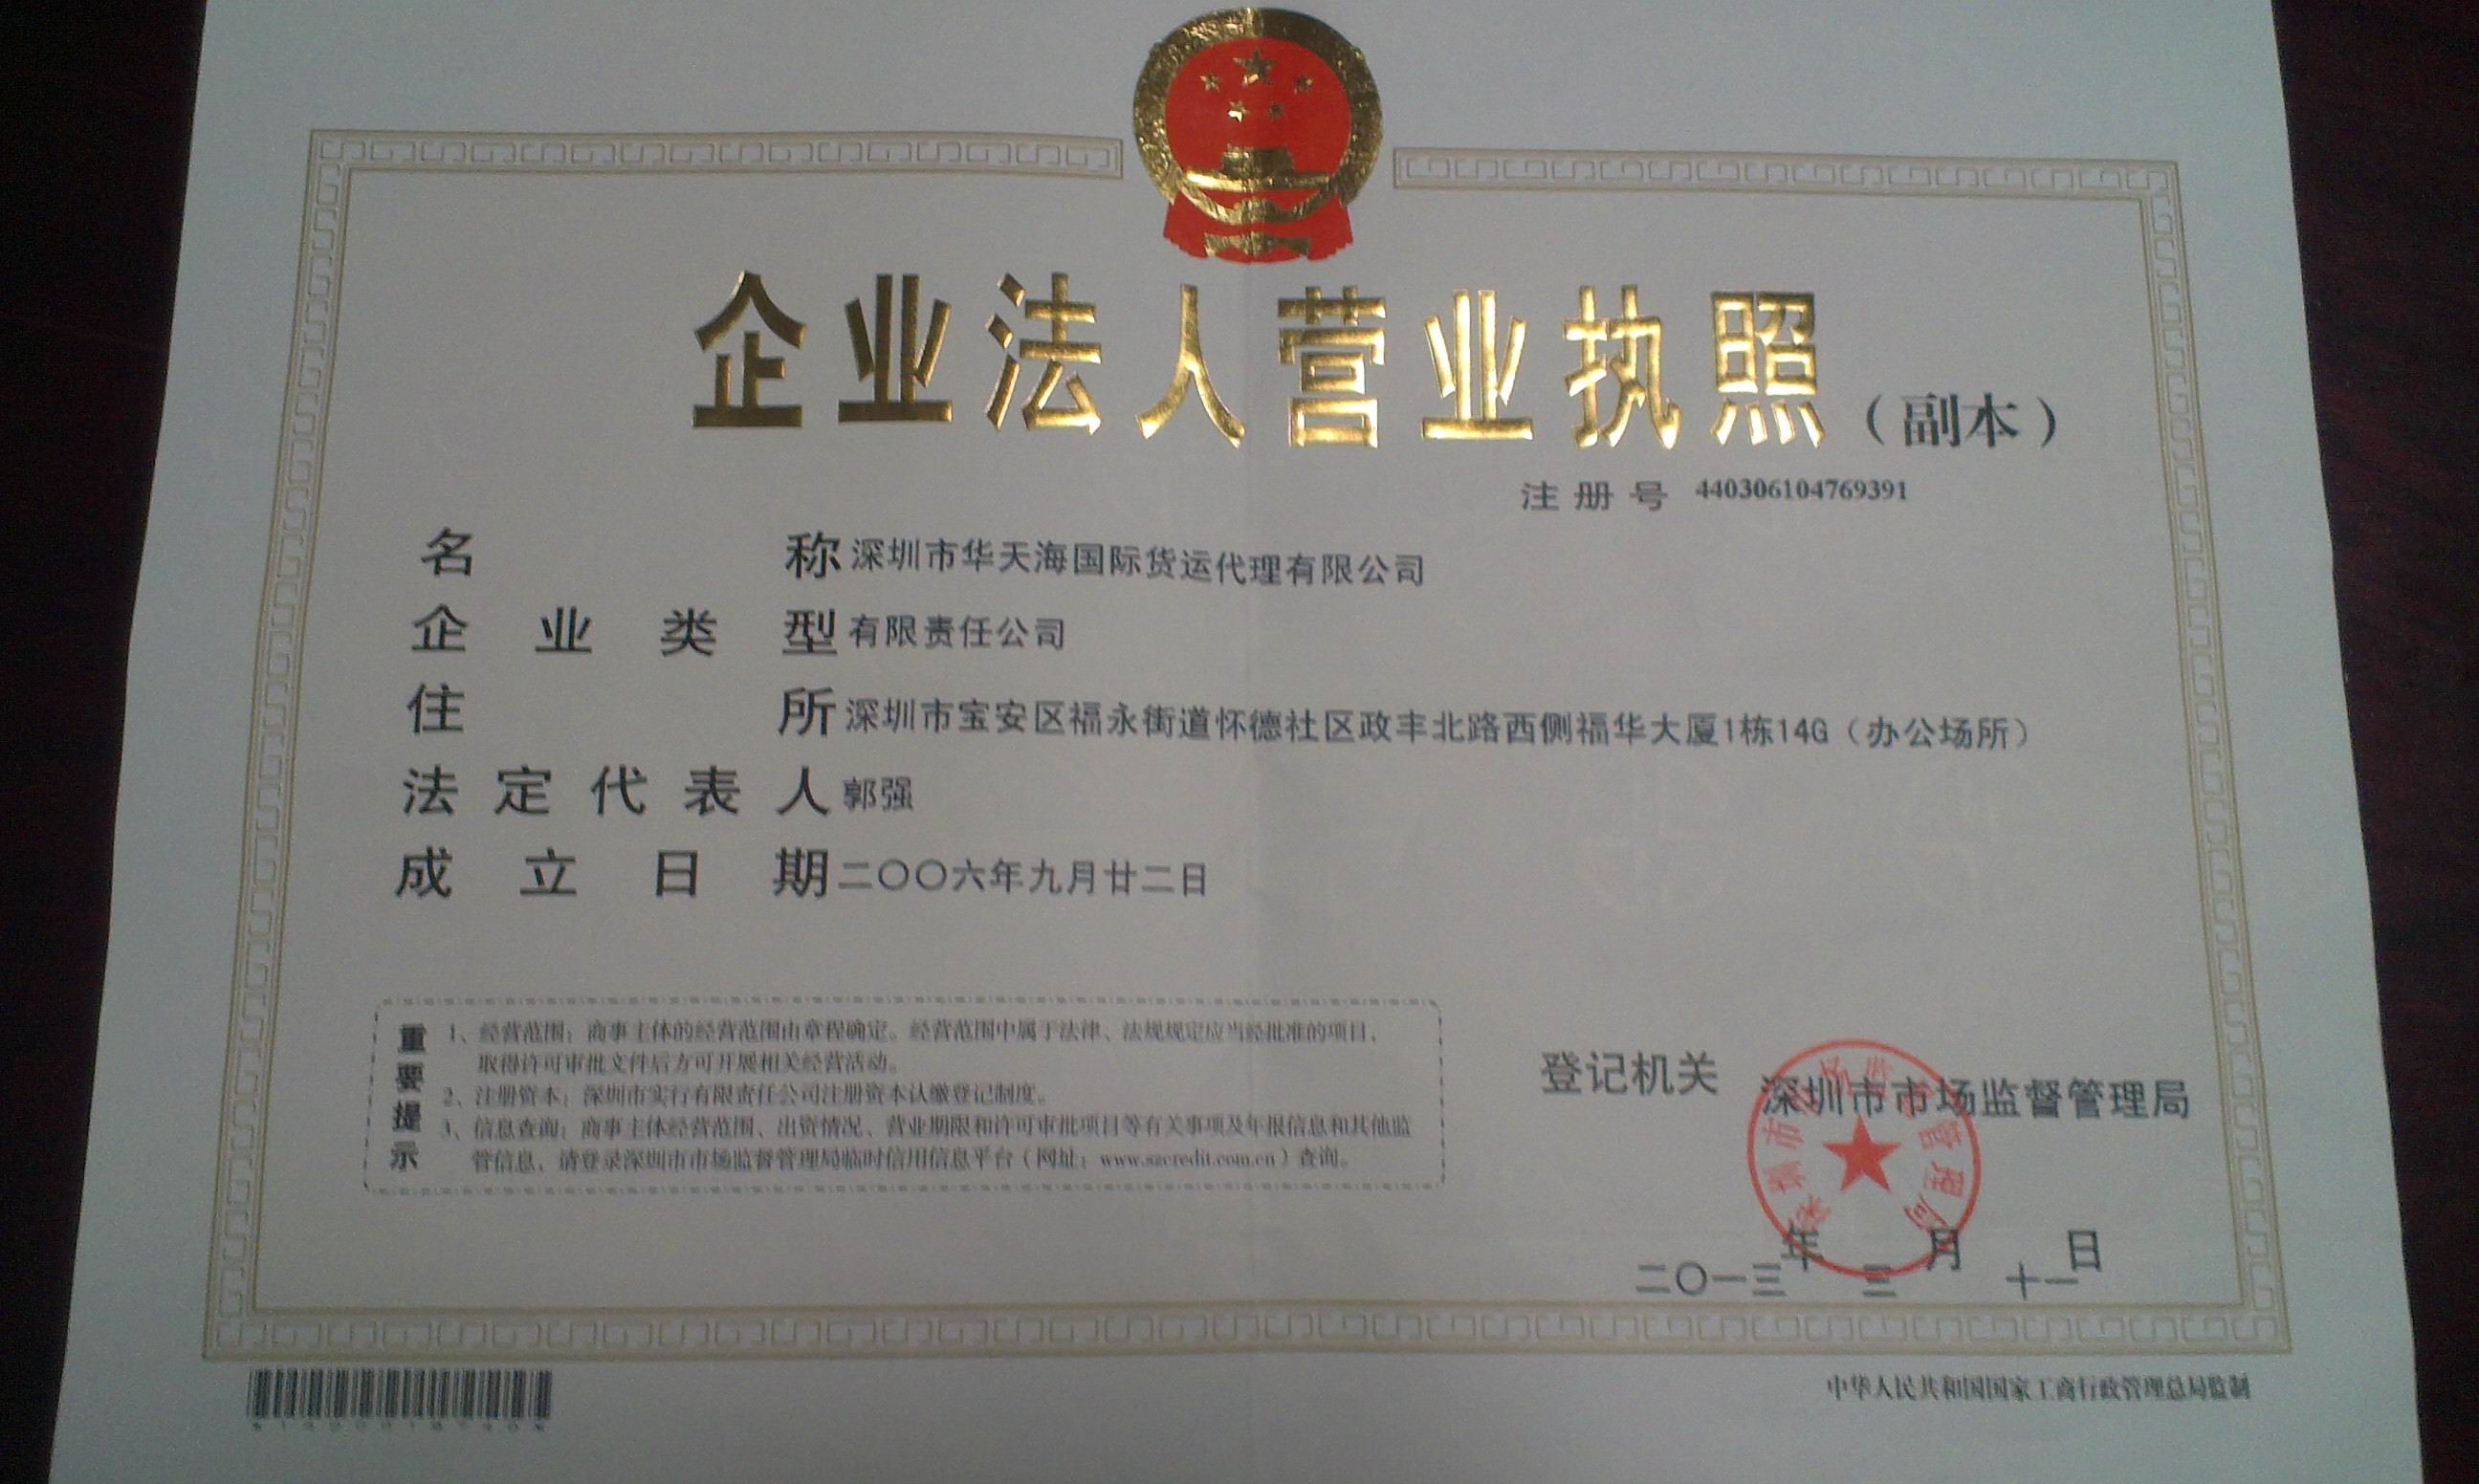 企业法人营业执照（副本）
注册号 440306104769391
名称 深圳市华天海国际货运代理有限公司
企业类型 有限责任公司
住所 深圳市宝安区福永街道怀德社区政丰北路西侧福华大厦1栋14G（办公场所）
法定代表人 郭强
成立日期 二〇〇六年九月廿二日
重要提示
1、经营范围：商事主体的经营范围由章程确定。经营范围中属于法律、法规规定应当经批准的项目，
取得许可审批文件后方可开展相关经营活动。
2、注册资本：深圳市实行有限责任公司注册资本认缴登记制度。
3、信息查询：商事主体经营范围、出资情况、营业期限和许可审批项目等有关事项及年报信息和其他监
管信息，请登录深圳市市场监督管理局临时信用信息平台（网址：www.szcredit.com.cn）查询。
登记机关 深圳市市场监督管理局
深圳市市场监督管理局
二〇一三年三月十一日
中华人民共和国国家工商行政管理总局监制